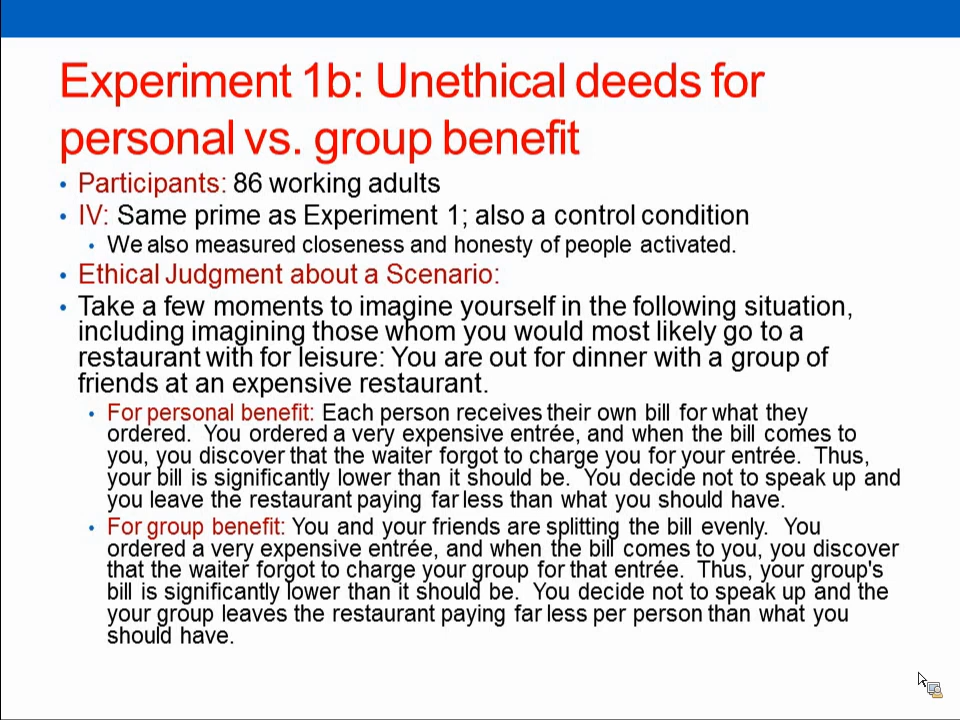 Experiment 1b: Unethical deeds for
personal vs. group benefit
• Participants: 86 working adults
• IV: Same prime as Experiment 1; also a control condition
• We also measured closeness and honesty of people activated.
• Ethical Judgment about a Scenario:
• Take a few moments to imagine yourself in the following situation,
including imagining those whom you would most likely go to a
restaurant with for leisure: You are out for dinner with a group of
friends at an expensive restaurant.
• For personal benefit: Each person receives their own bill for what they
ordered. You ordered a very expensive entrée, and when the bill comes to
you, you discover that the waiter forgot to charge you for your entrée. Thus,
your bill is significantly lower than it should be. You decide not to speak up and
you leave the restaurant paying far less than what you should have.
• For group benefit: You and your friends are splitting the bill evenly. You
ordered a very expensive entrée, and when the bill comes to you, you discover
that the waiter forgot to charge your group for that entrée. Thus, your group's
bill is significantly lower than it should be. You decide not to speak up and the
your group leaves the restaurant paying far less per person than what you
should have.